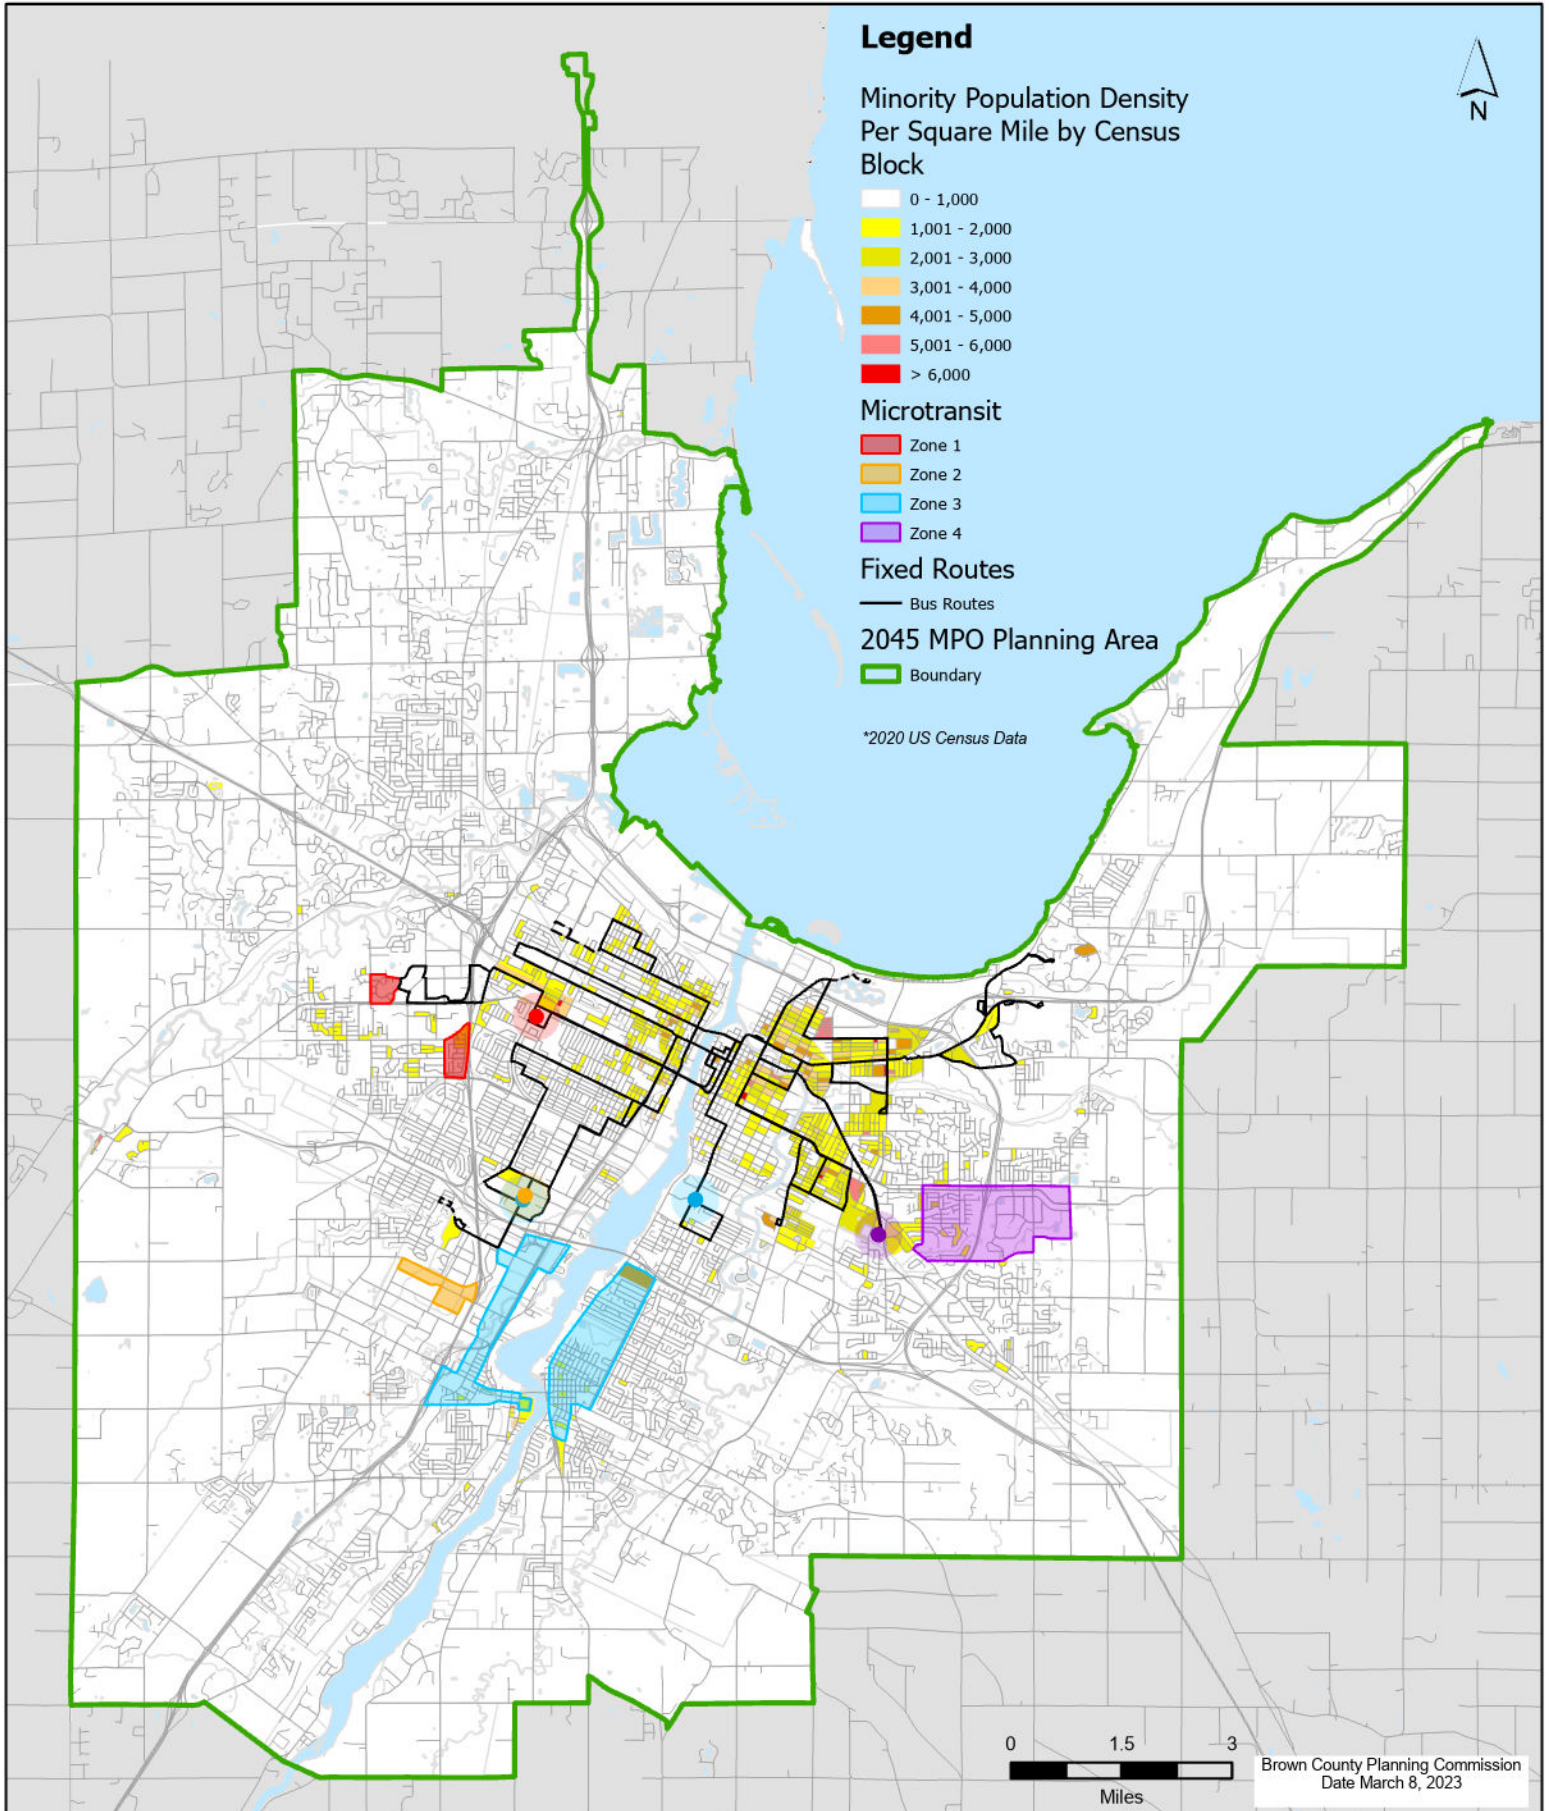 Legend
N
Minority Population Density
Per Square Mile by Census
Block
0 - 1,000
1,001 - 2,000
2,001 - 3,000
3,001 - 4,000
4,001 - 5,000
5,001 - 6,000
> 6,000
Microtransit
Zone 1
Zone 2
Zone 3
Zone 4
Fixed Routes
Bus Routes
2045 MPO Planning Area
Boundary
*2020 US Census Data
0 1.5 3
Miles
Brown County Planning Commission
Date March 8, 2023